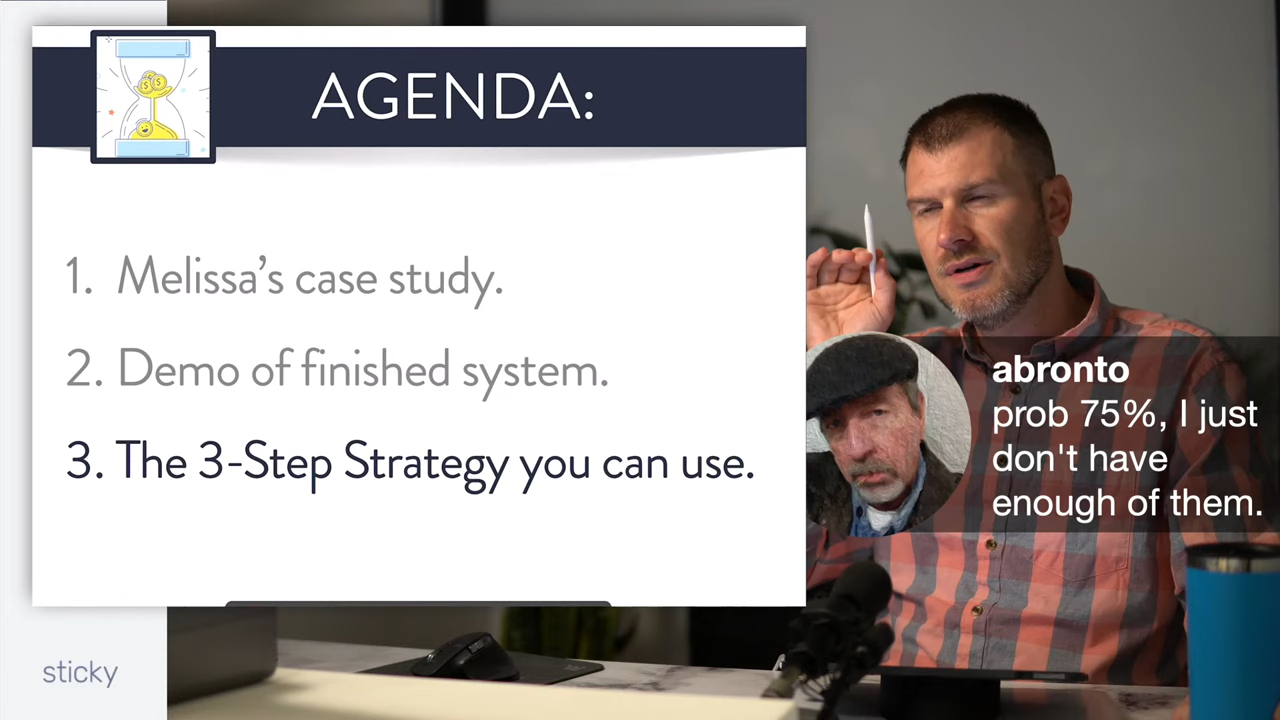 AGENDA:
1. Melissa’s case study.
2. Demo of finished system.
3. The 3-Step Strategy you can use.
abronto
prob 75%, I just
don't have
enough of them.
sticky